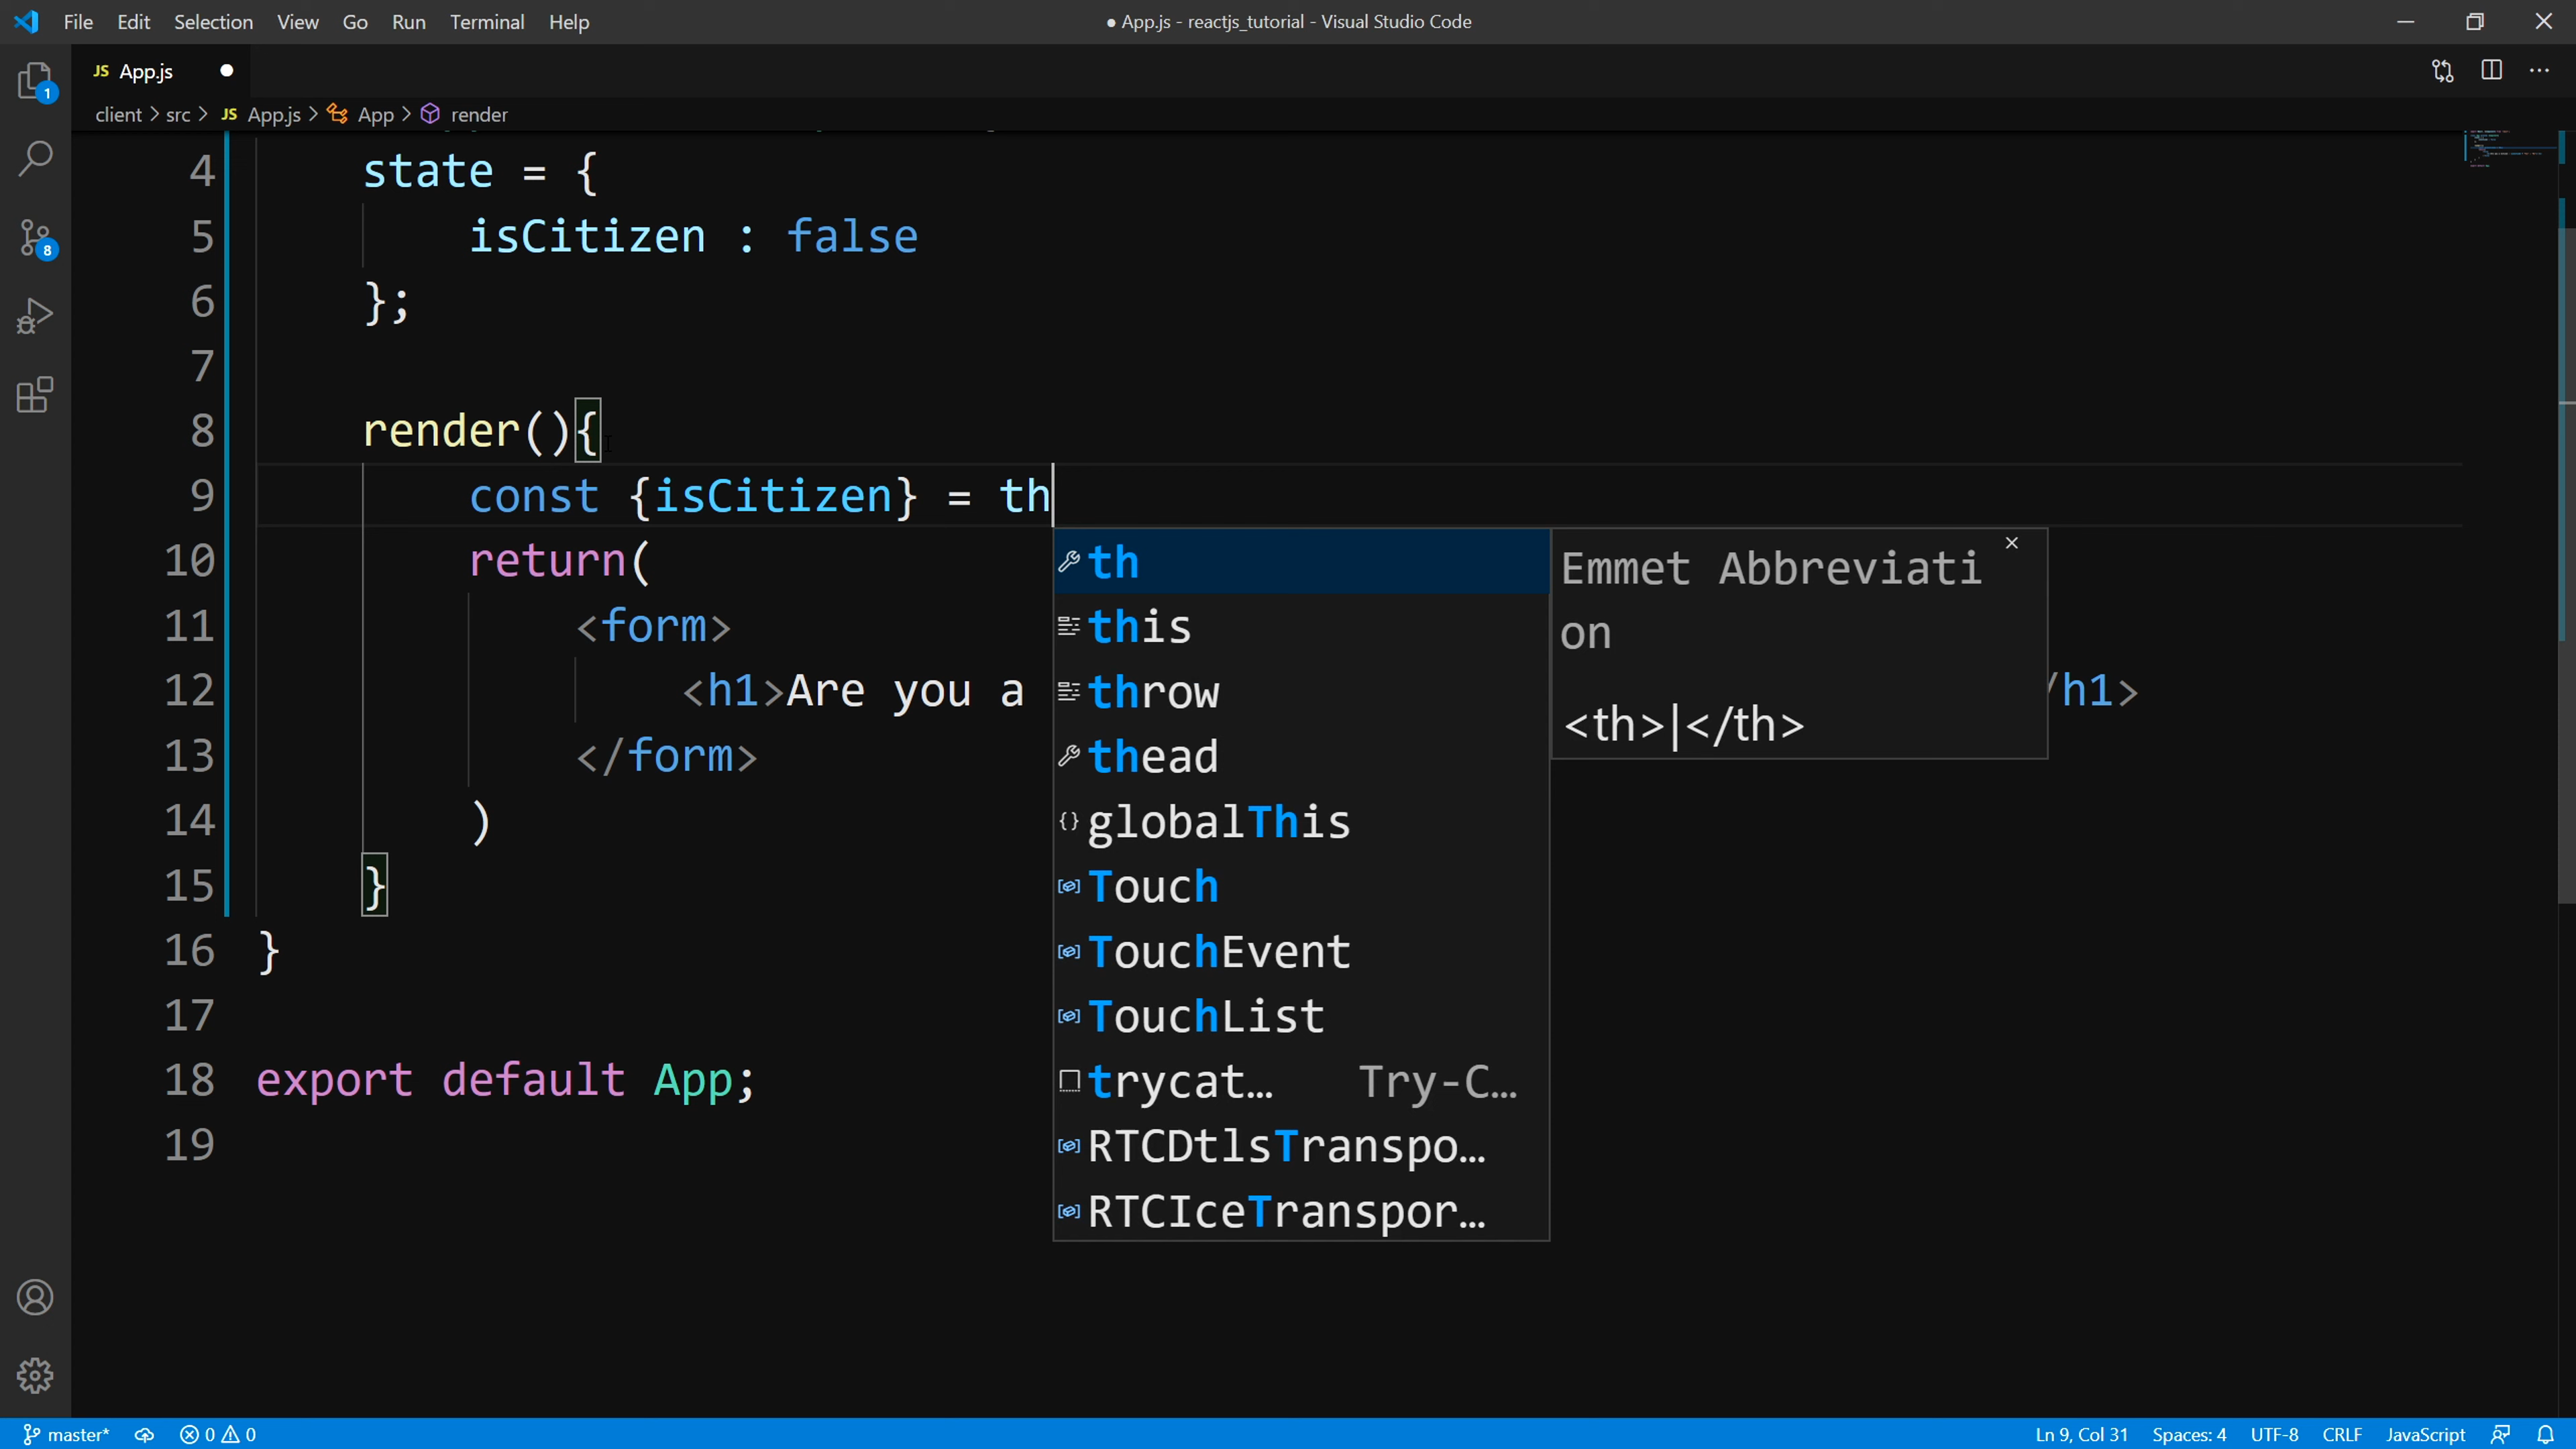 File Edit Selection View Go Run Terminal Help
● App.js - reactjs_tutorial - Visual Studio Code
JS App.js ●
client > src > JS App.js > App > render
1
8
4 state = {
5 isCitizen : false
6 };
7
8 render(){
9 const {isCitizen} = th
10 return(
11 <form>
12 <h1>Are you a /h1>
13 </form>
14 )
15 }
16 }
17
18 export default App;
19
th
this
throw
thead
globalThis
Touch
TouchEvent
TouchList
trycat… Try-C…
RTCDtlsTranspo…
RTCIceTranspor…
Emmet Abbreviati
on
<th>|</th>
master* 0 0 Ln 9, Col 31 Spaces: 4 UTF-8 CRLF JavaScript